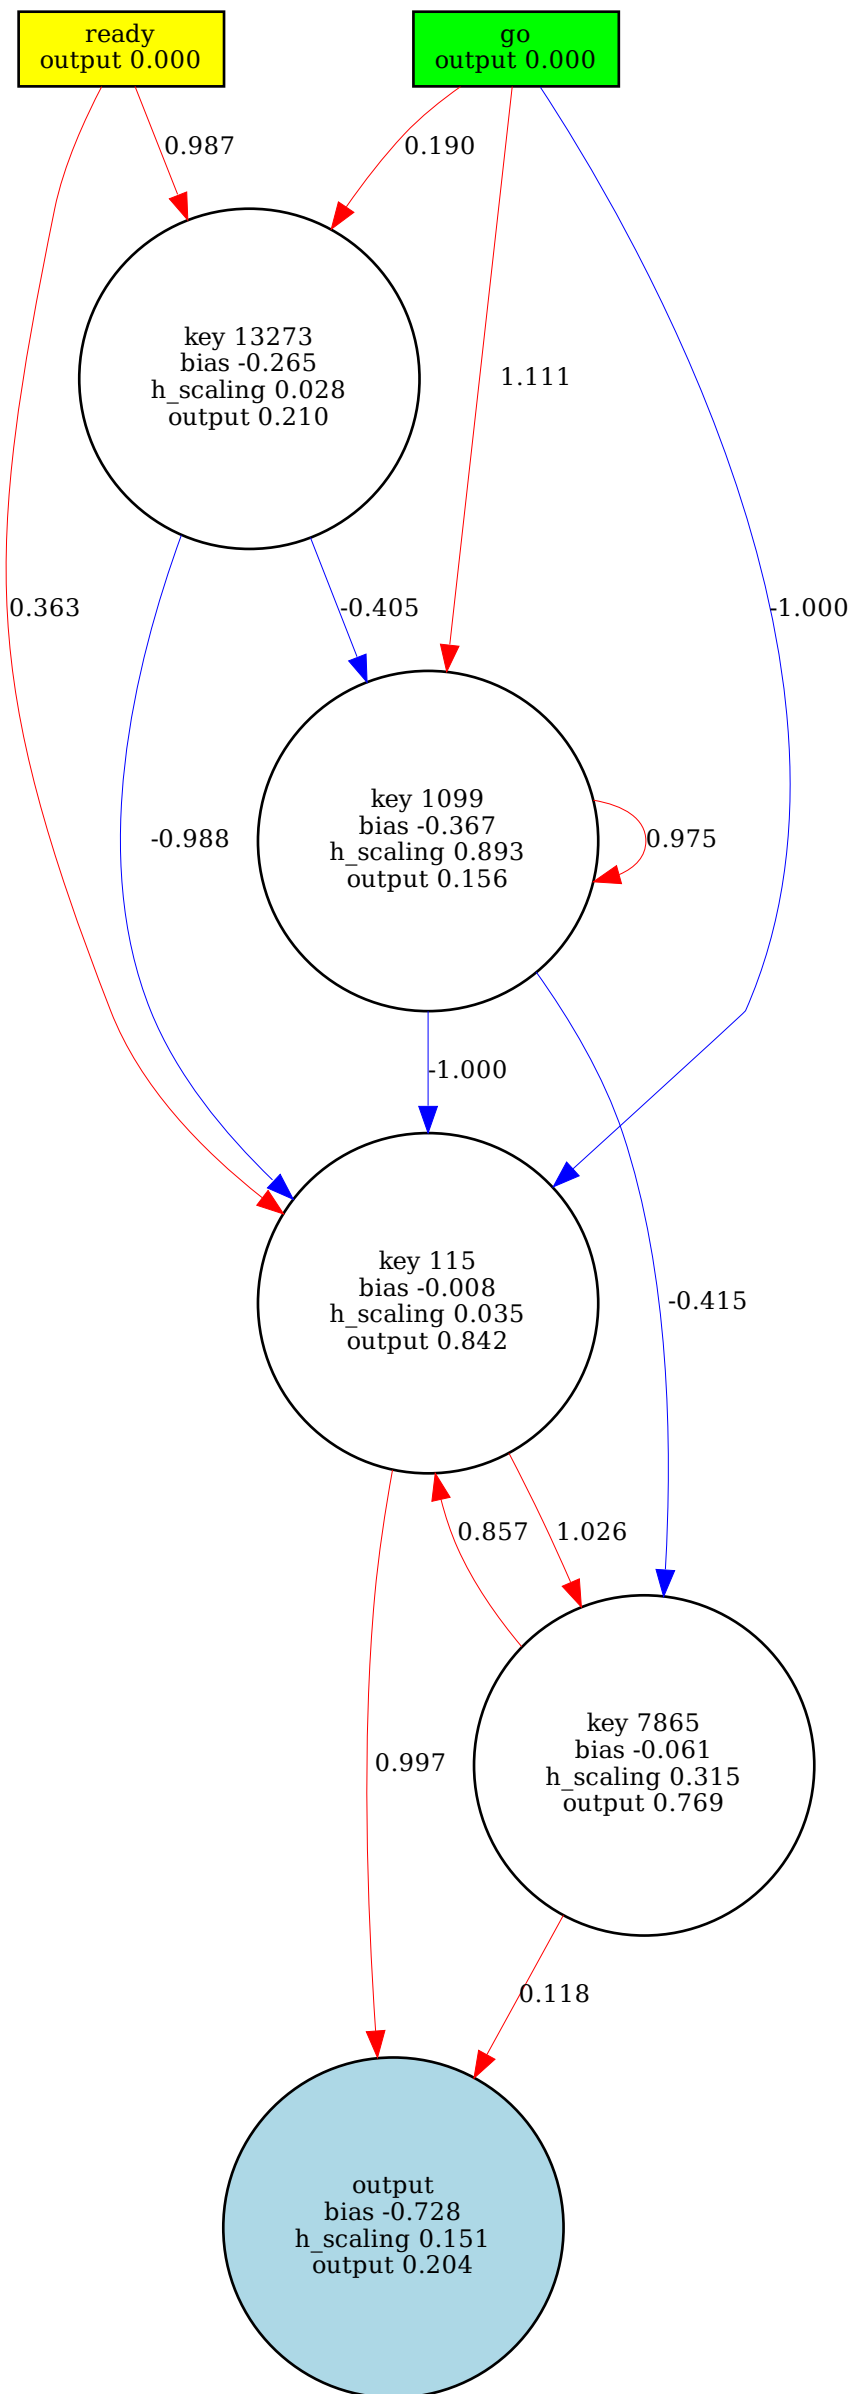 ready
output 0.000
go
output 0.000
0.987
0.190
key 13273
bias -0.265
h_scaling 0.028
output 0.210
1.111
0.363
-0.405
-1.000
key 1099
bias -0.367
h_scaling 0.893
output 0.156
-0.988
0.975
-1.000
key 115
bias -0.008
h_scaling 0.035
output 0.842
-0.415
0.857
1.026
key 7865
bias -0.061
h_scaling 0.315
output 0.769
0.997
0.118
output
bias -0.728
h_scaling 0.151
output 0.204